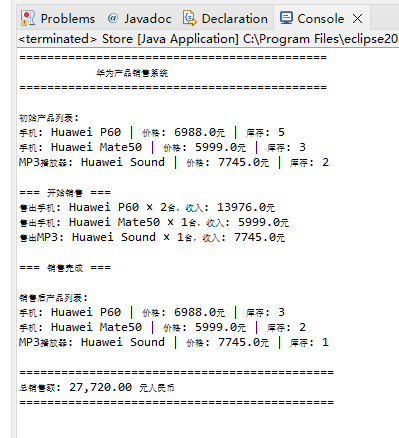 Problems @ Javadoc Declaration Console ×
<terminated> Store [Java Application] C:\Program Files\eclipse20
============================================
华为产品销售系统
============================================
初始产品列表:
手机: Huawei P60 | 价格: 6988.0元 | 库存: 5
手机: Huawei Mate50 | 价格: 5999.0元 | 库存: 3
MP3播放器: Huawei Sound | 价格: 7745.0元 | 库存: 2
=== 开始销售 ===
售出手机: Huawei P60 x 2台, 收入: 13976.0元
售出手机: Huawei Mate50 x 1台, 收入: 5999.0元
售出MP3: Huawei Sound x 1台, 收入: 7745.0元
=== 销售完成 ===
销售后产品列表:
手机: Huawei P60 | 价格: 6988.0元 | 库存: 3
手机: Huawei Mate50 | 价格: 5999.0元 | 库存: 2
MP3播放器: Huawei Sound | 价格: 7745.0元 | 库存: 1
=============================================
总销售额: 27,720.00 元人民币
=============================================